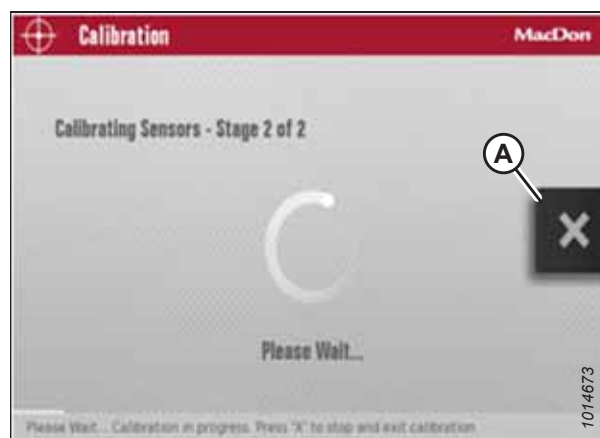 Calibration
MacDon
Calibrating Sensors - Stage 2 of 2
A
X
Please Wait...
Please Wait... Calibration in progress. Press "X" to stop and exit calibration
1014673